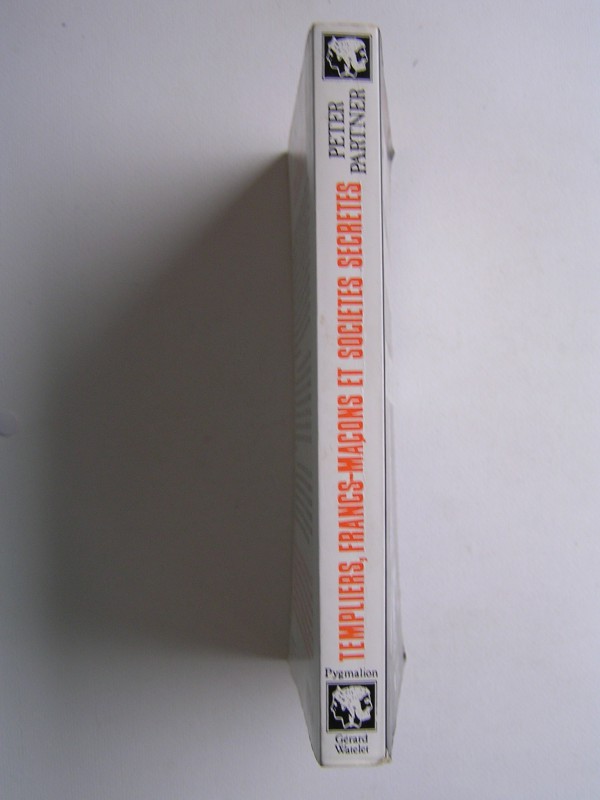 PETER
PARTNER
TEMPLIERS, FRANCS-MAÇONS ET SOCIETES SECRETES
Pygmalion
Gérard
Watelet